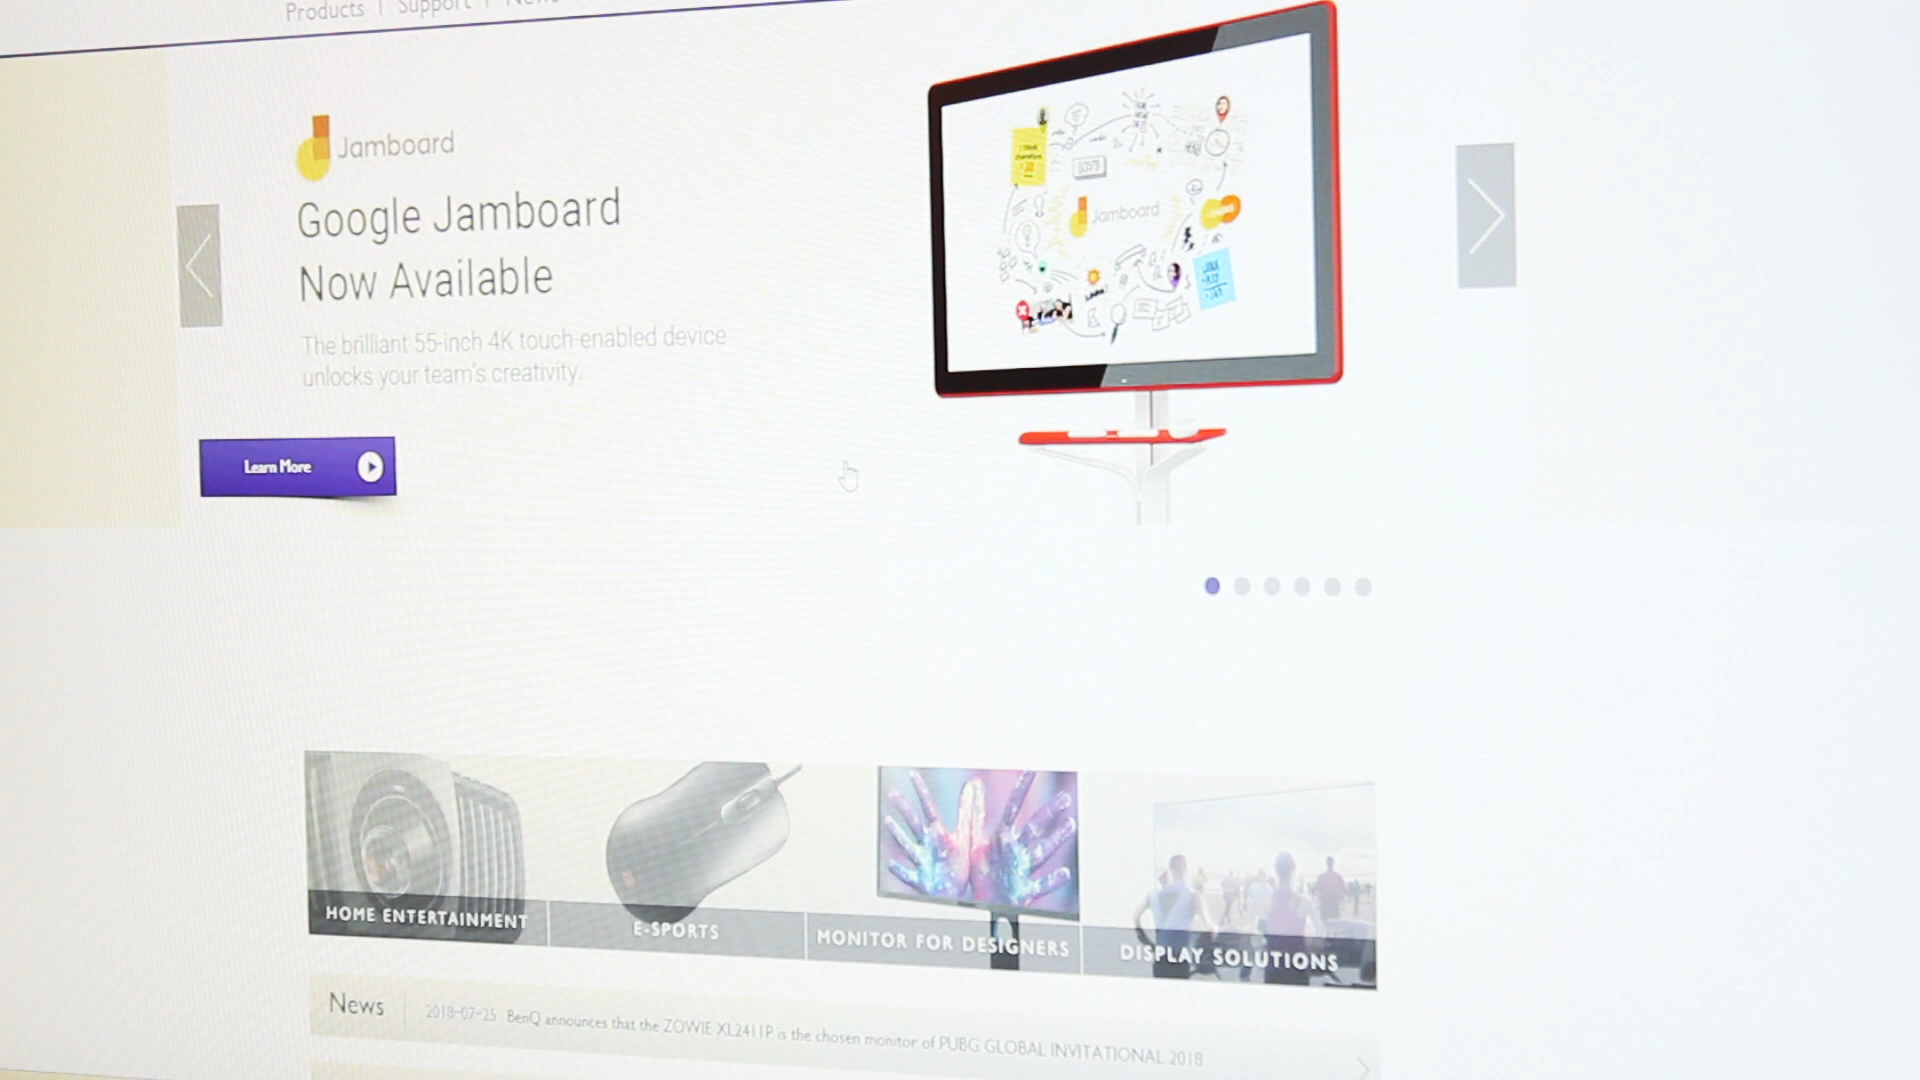 Products | Support | News
Jamboard
Google Jamboard
Now Available
The brilliant 55-inch 4K touch-enabled device
unlocks your team's creativity.
Learn More
Jamboard
HOME ENTERTAINMENT
E-SPORTS
MONITOR FOR DESIGNERS
DISPLAY SOLUTIONS
News
2018-07-25 BenQ announces that the ZOWIE XL2411P is the chosen monitor of PUBG GLOBAL INVITATIONAL 2018